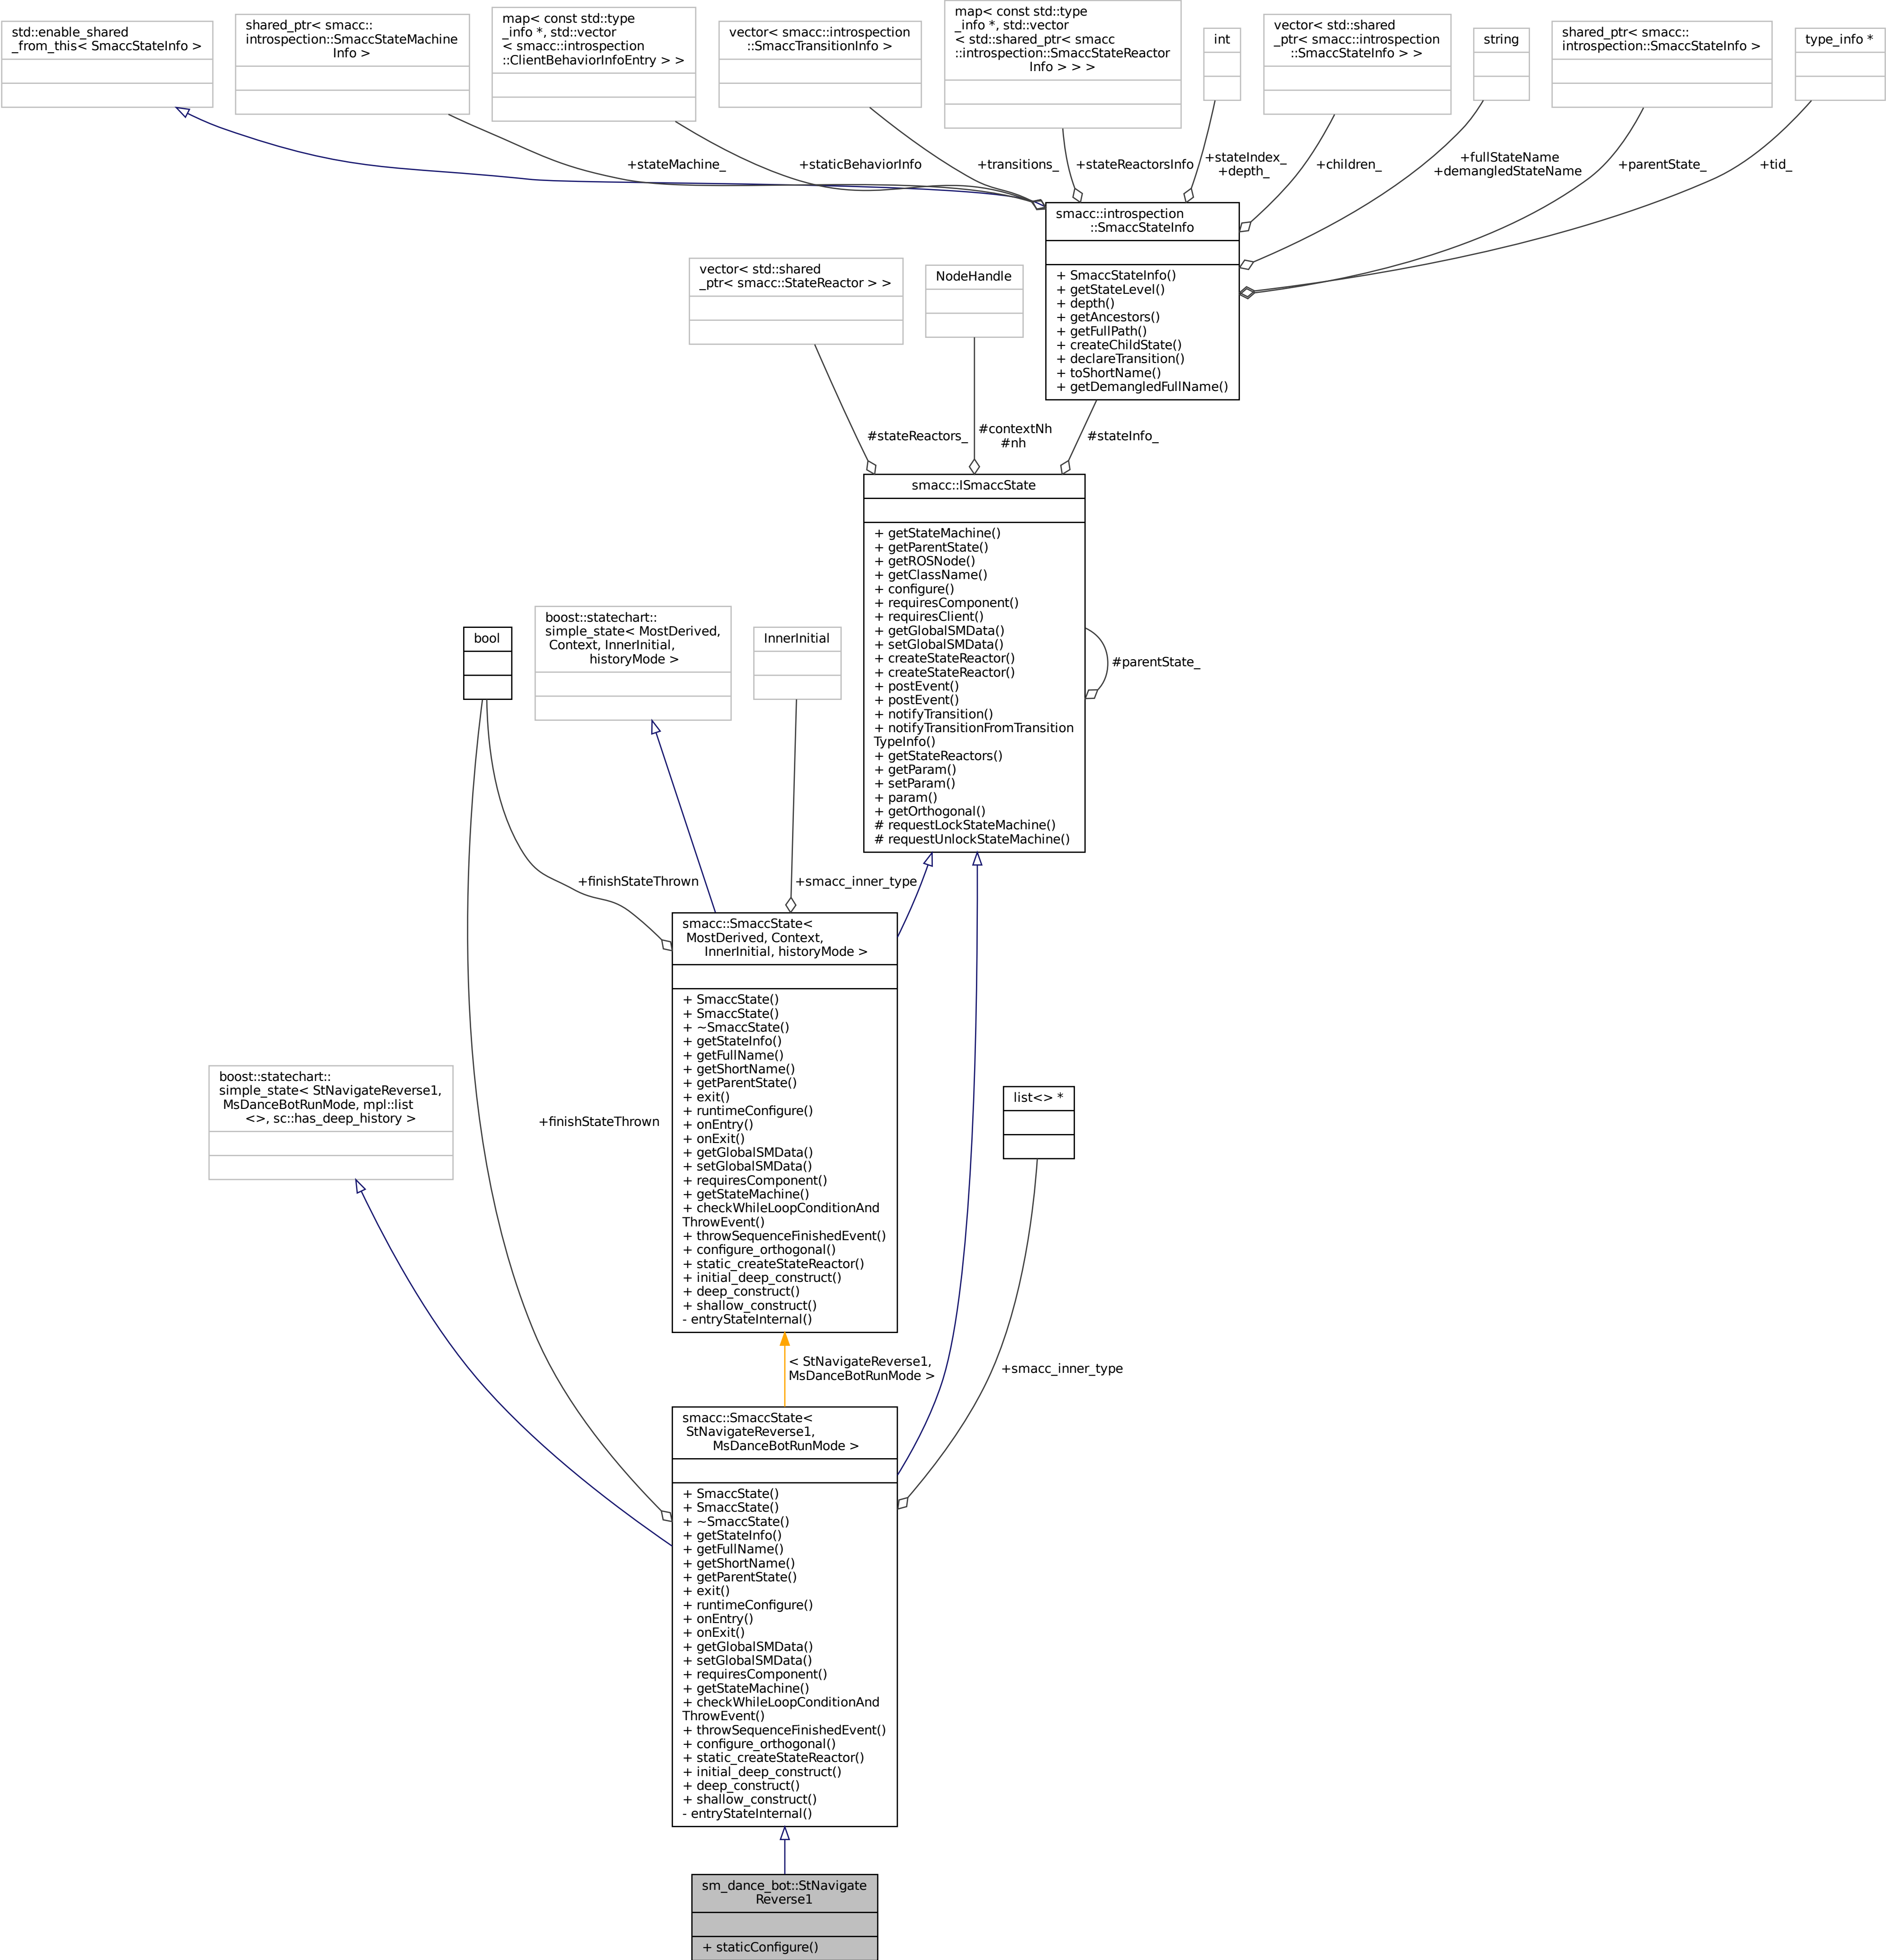 std::enable_shared
_from_this< SmaccStateInfo >
shared_ptr< smacc::
introspection::SmaccStateMachine
Info >
map< const std::type
_info *, std::vector
< smacc::introspection
::ClientBehaviorInfoEntry > >
vector< smacc::introspection
::SmaccTransitionInfo >
map< const std::type
_info *, std::vector
< std::shared_ptr< smacc
::introspection::SmaccStateReactor
Info > > >
int
vector< std::shared
_ptr< smacc::introspection
::SmaccStateInfo > >
string
shared_ptr< smacc::
introspection::SmaccStateInfo >
type_info *
+stateMachine_
+staticBehaviorInfo
+transitions_
+stateReactorsInfo
+stateIndex_
+depth_
+children_
+fullStateName
+demangledStateName
+parentState_
+tid_
smacc::introspection
::SmaccStateInfo
+ SmaccStateInfo()
+ getStateLevel()
+ depth()
+ getAncestors()
+ getFullPath()
+ createChildState()
+ declareTransition()
+ toShortName()
+ getDemangledFullName()
vector< std::shared
_ptr< smacc::StateReactor > >
NodeHandle
#stateReactors_
#contextNh
#nh
#stateInfo_
smacc::ISmaccState
+ getStateMachine()
+ getParentState()
+ getROSNode()
+ getClassName()
+ configure()
+ requiresComponent()
+ requiresClient()
+ getGlobalSMData()
+ setGlobalSMData()
+ createStateReactor()
+ createStateReactor()
+ postEvent()
+ postEvent()
+ notifyTransition()
+ notifyTransitionFromTransition
TypeInfo()
+ getStateReactors()
+ getParam()
+ setParam()
+ param()
+ getOrthogonal()
# requestLockStateMachine()
# requestUnlockStateMachine()
#parentState_
bool
boost::statechart::
simple_state< MostDerived,
Context, InnerInitial,
historyMode >
InnerInitial
+finishStateThrown
+smacc_inner_type
smacc::SmaccState<
MostDerived, Context,
InnerInitial, historyMode >
+ SmaccState()
+ SmaccState()
+ ~SmaccState()
+ getStateInfo()
+ getFullName()
+ getShortName()
+ getParentState()
+ exit()
+ runtimeConfigure()
+ onEntry()
+ onExit()
+ getGlobalSMData()
+ setGlobalSMData()
+ requiresComponent()
+ getStateMachine()
+ checkWhileLoopConditionAnd
ThrowEvent()
+ throwSequenceFinishedEvent()
+ configure_orthogonal()
+ static_createStateReactor()
+ initial_deep_construct()
+ deep_construct()
+ shallow_construct()
- entryStateInternal()
boost::statechart::
simple_state< StNavigateReverse1,
MsDanceBotRunMode, mpl::list
<>, sc::has_deep_history >
+finishStateThrown
list<> *
< StNavigateReverse1,
MsDanceBotRunMode >
+smacc_inner_type
smacc::SmaccState<
StNavigateReverse1,
MsDanceBotRunMode >
+ SmaccState()
+ SmaccState()
+ ~SmaccState()
+ getStateInfo()
+ getFullName()
+ getShortName()
+ getParentState()
+ exit()
+ runtimeConfigure()
+ onEntry()
+ onExit()
+ getGlobalSMData()
+ setGlobalSMData()
+ requiresComponent()
+ getStateMachine()
+ checkWhileLoopConditionAnd
ThrowEvent()
+ throwSequenceFinishedEvent()
+ configure_orthogonal()
+ static_createStateReactor()
+ initial_deep_construct()
+ deep_construct()
+ shallow_construct()
- entryStateInternal()
sm_dance_bot::StNavigate
Reverse1
+ staticConfigure()